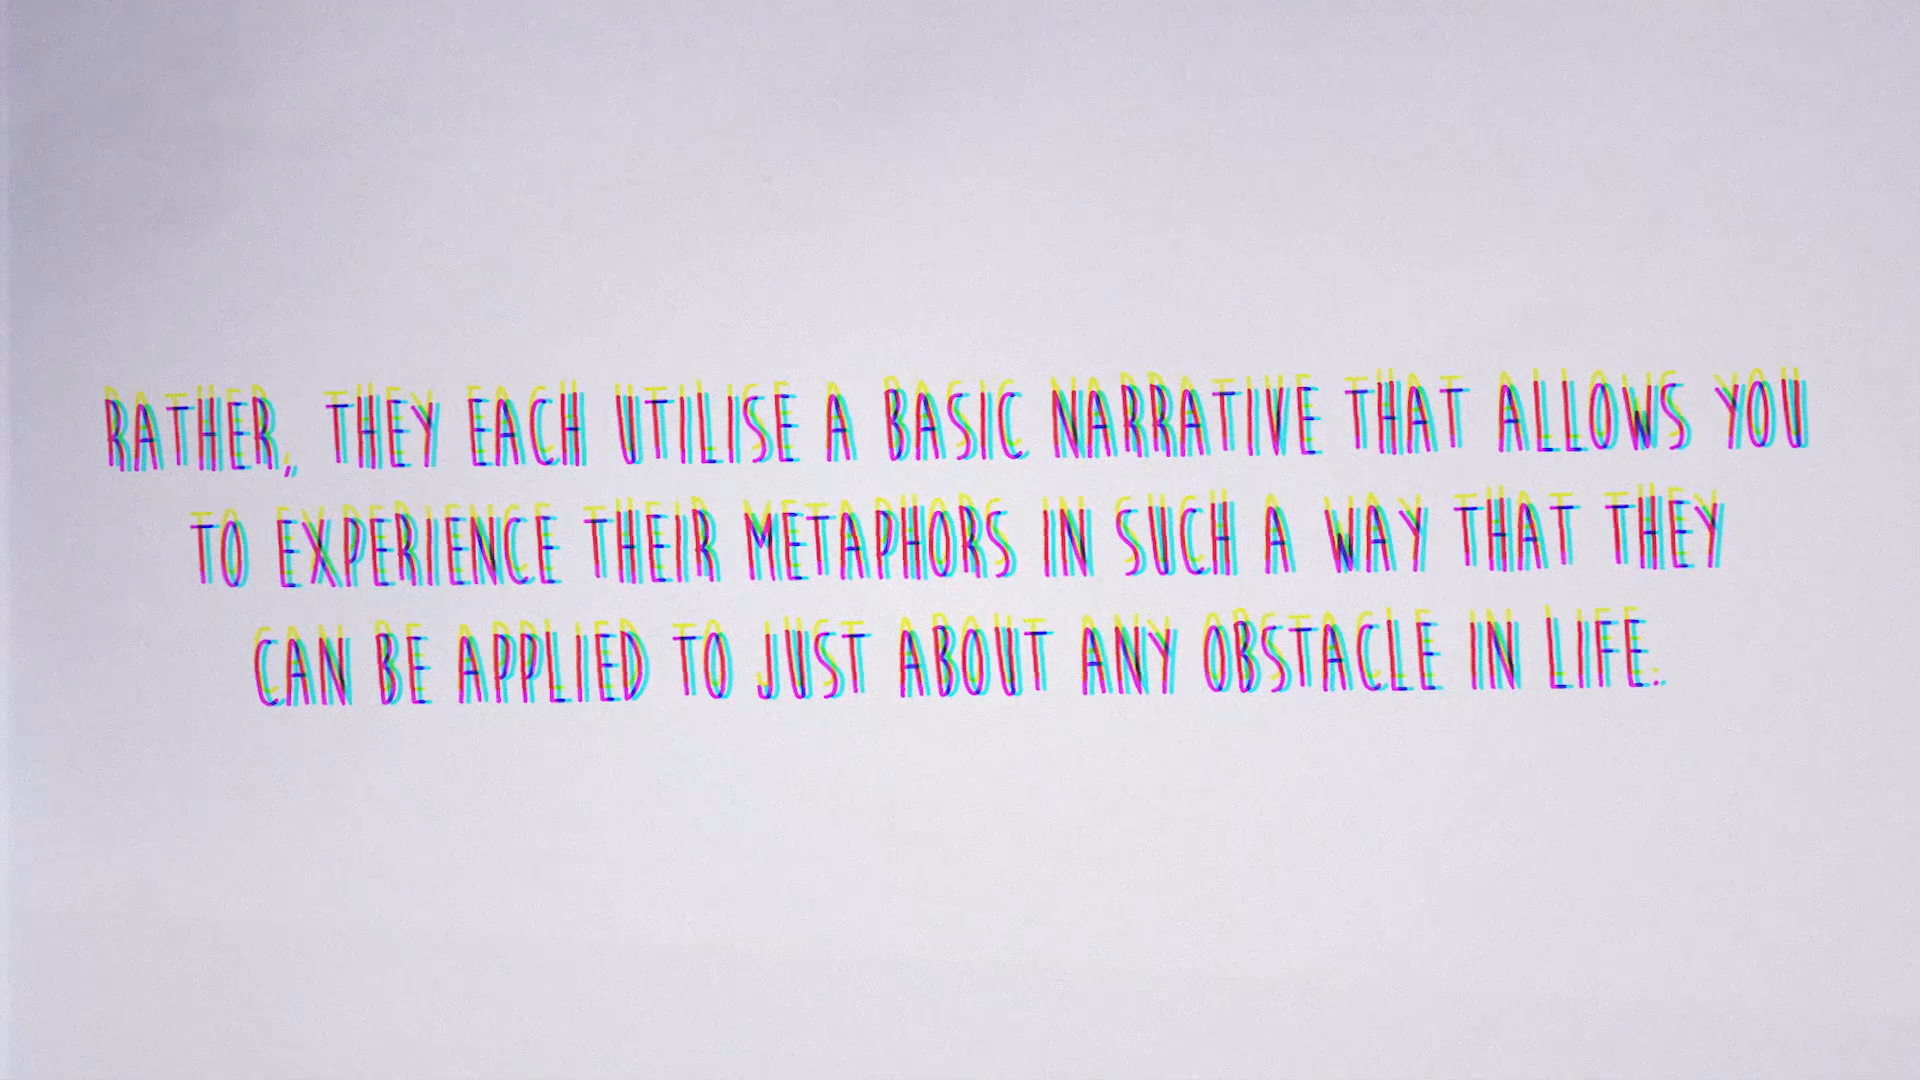 RATHER, THEY EACH UTILISE A BASIC NARRATIVE THAT ALLOWS YOU
TO EXPERIENCE THEIR METAPHORS IN SUCH A WAY THAT THEY
CAN BE APPLIED TO JUST ABOUT ANY OBSTACLE IN LIFE.